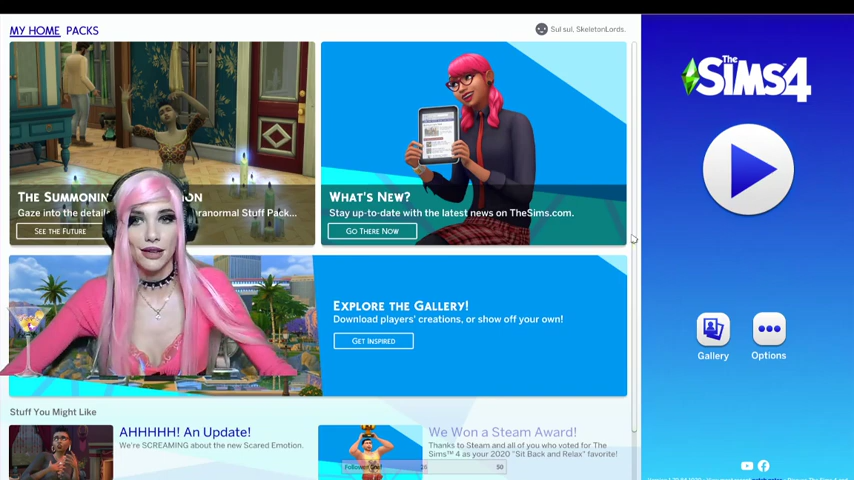 MY HOME PACKS
Sul sul, SkeletonLords.
The Sims 4
THE SUMMONIN ON
Gaze into the detai ranormal Stuff Pack...
SEE THE FUTURE
WHAT'S NEW?
Stay up-to-date with the latest news on TheSims.com.
GO THERE NOW
EXPLORE THE GALLERY!
Download players' creations, or show off your own!
GET INSPIRED
Gallery
Options
Stuff You Might Like
AHHHHH! An Update!
We're SCREAMING about the new Scared Emotion.
We Won a Steam Award!
Thanks to Steam and all of you who voted for The
Sims™ 4 as your 2020 "Sit Back and Relax" favorite!
26
50